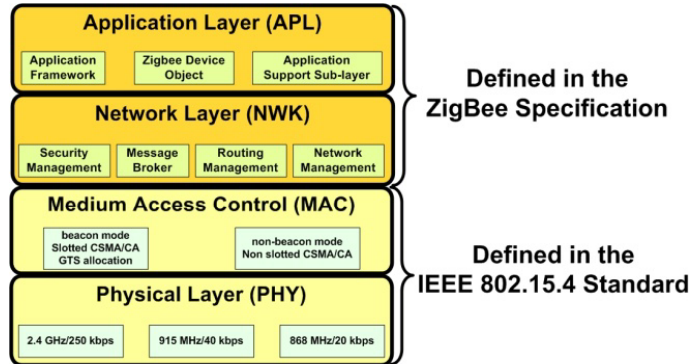 Application Layer (APL)
Application
Framework
Zigbee Device
Object
Application
Support Sub-layer
Defined in the
ZigBee Specification
Network Layer (NWK)
Security
Management
Message
Broker
Routing
Management
Network
Management
Medium Access Control (MAC)
beacon mode
Slotted CSMA/CA
GTS allocation
non-beacon mode
Non slotted CSMA/CA
Defined in the
IEEE 802.15.4 Standard
Physical Layer (PHY)
2.4 GHz/250 kbps
915 MHz/40 kbps
868 MHz/20 kbps